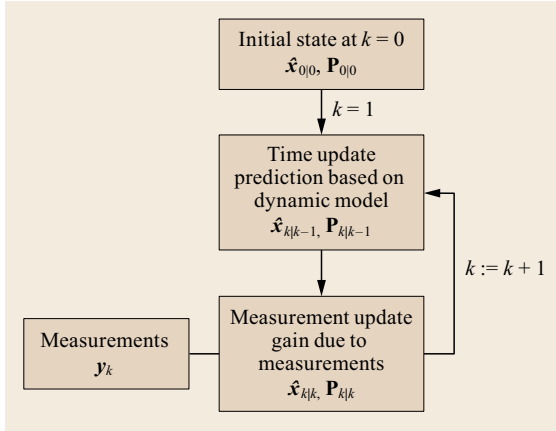 Initial state at k = 0
x̂0|0, P0|0
k = 1
Time update
prediction based on
dynamic model
x̂k|k−1, Pk|k−1
k := k + 1
Measurement update
gain due to
measurements
x̂k|k, Pk|k
Measurements
yk